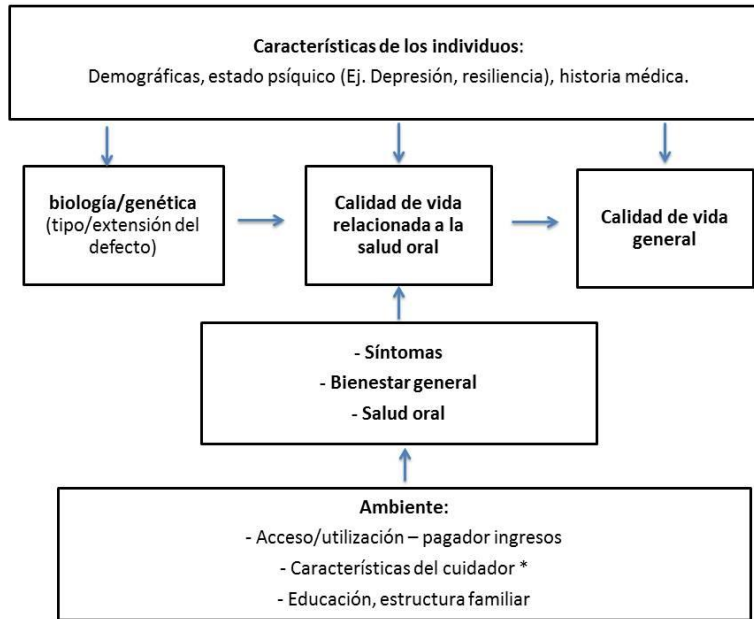 Características de los individuos:
Demográficas, estado psíquico (Ej. Depresión, resiliencia), historia médica.
biología/genética
(tipo/extensión del
defecto)
Calidad de vida
relacionada a la
salud oral
Calidad de vida
general
- Síntomas
- Bienestar general
- Salud oral
Ambiente:
- Acceso/utilización – pagador ingresos
- Características del cuidador *
- Educación, estructura familiar